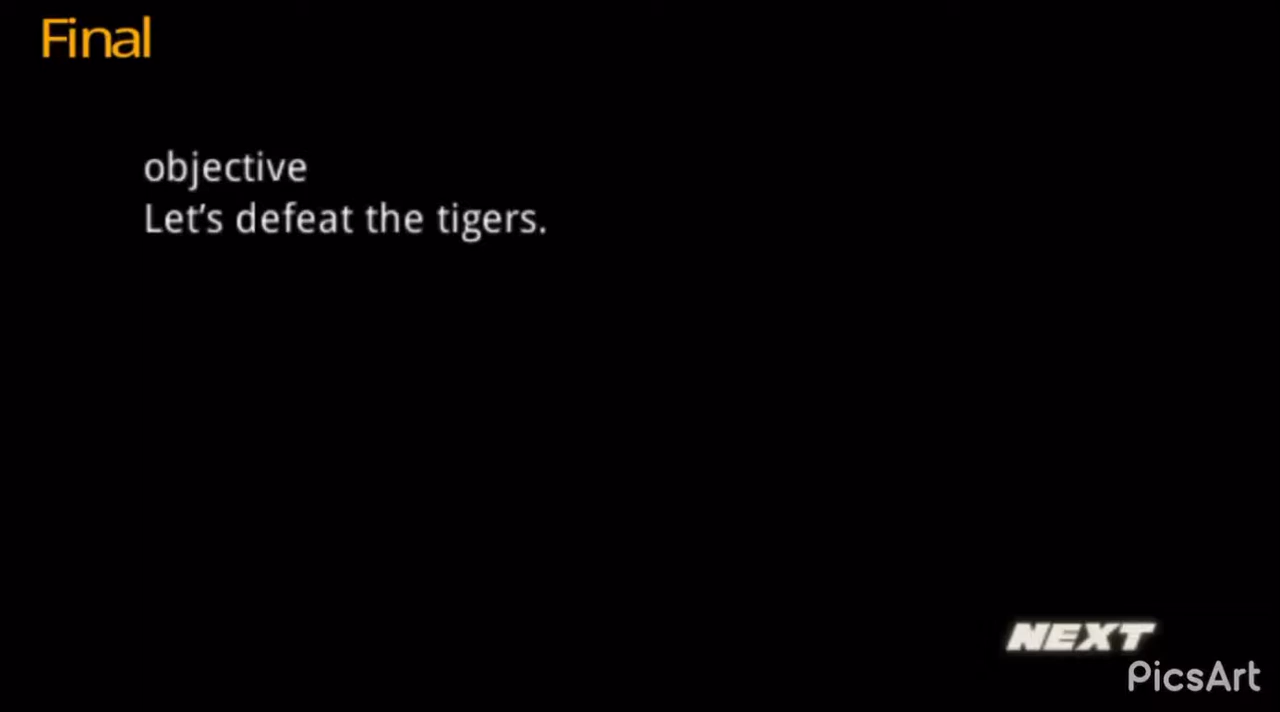 Final
objective
Let’s defeat the tigers.
NEXT
PicsArt